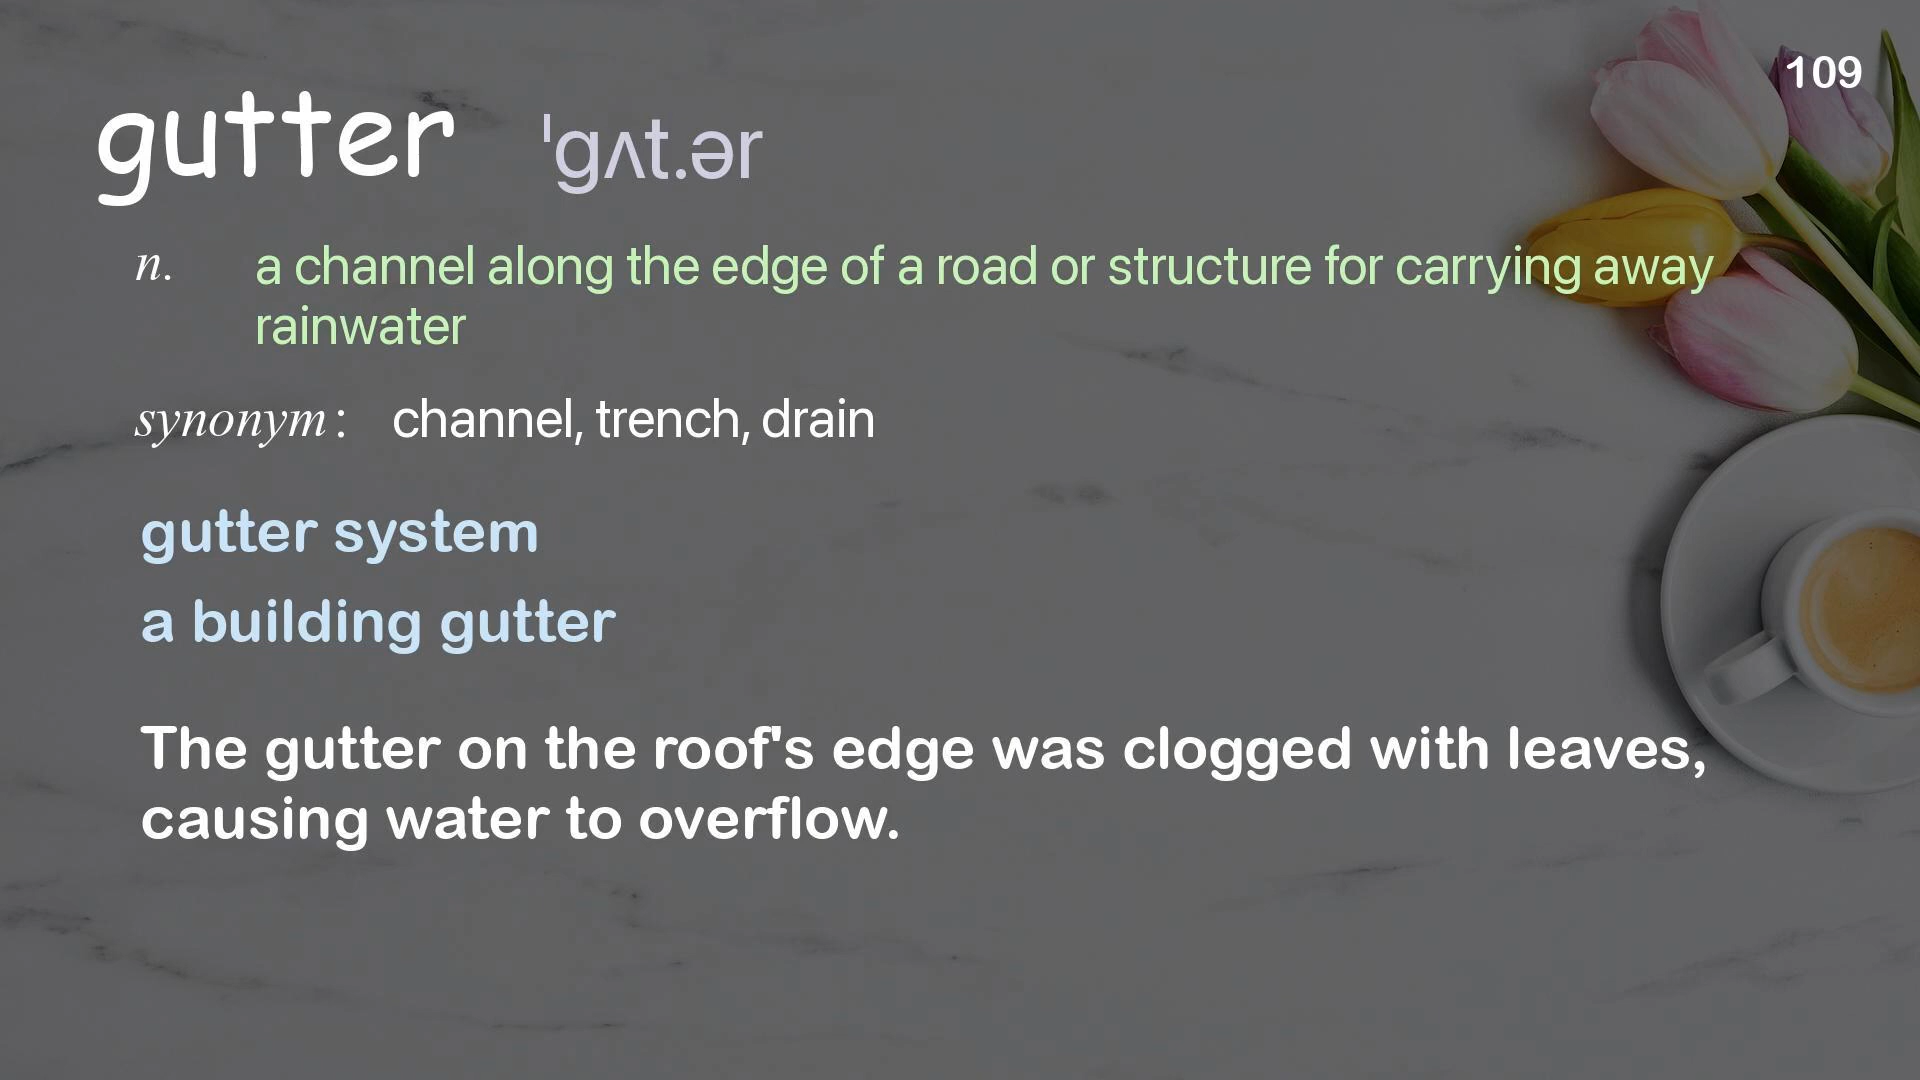 109
gutter ˈɡʌt.ər
n. a channel along the edge of a road or structure for carrying away
rainwater
synonym: channel, trench, drain
gutter system
a building gutter
The gutter on the roof's edge was clogged with leaves,
causing water to overflow.